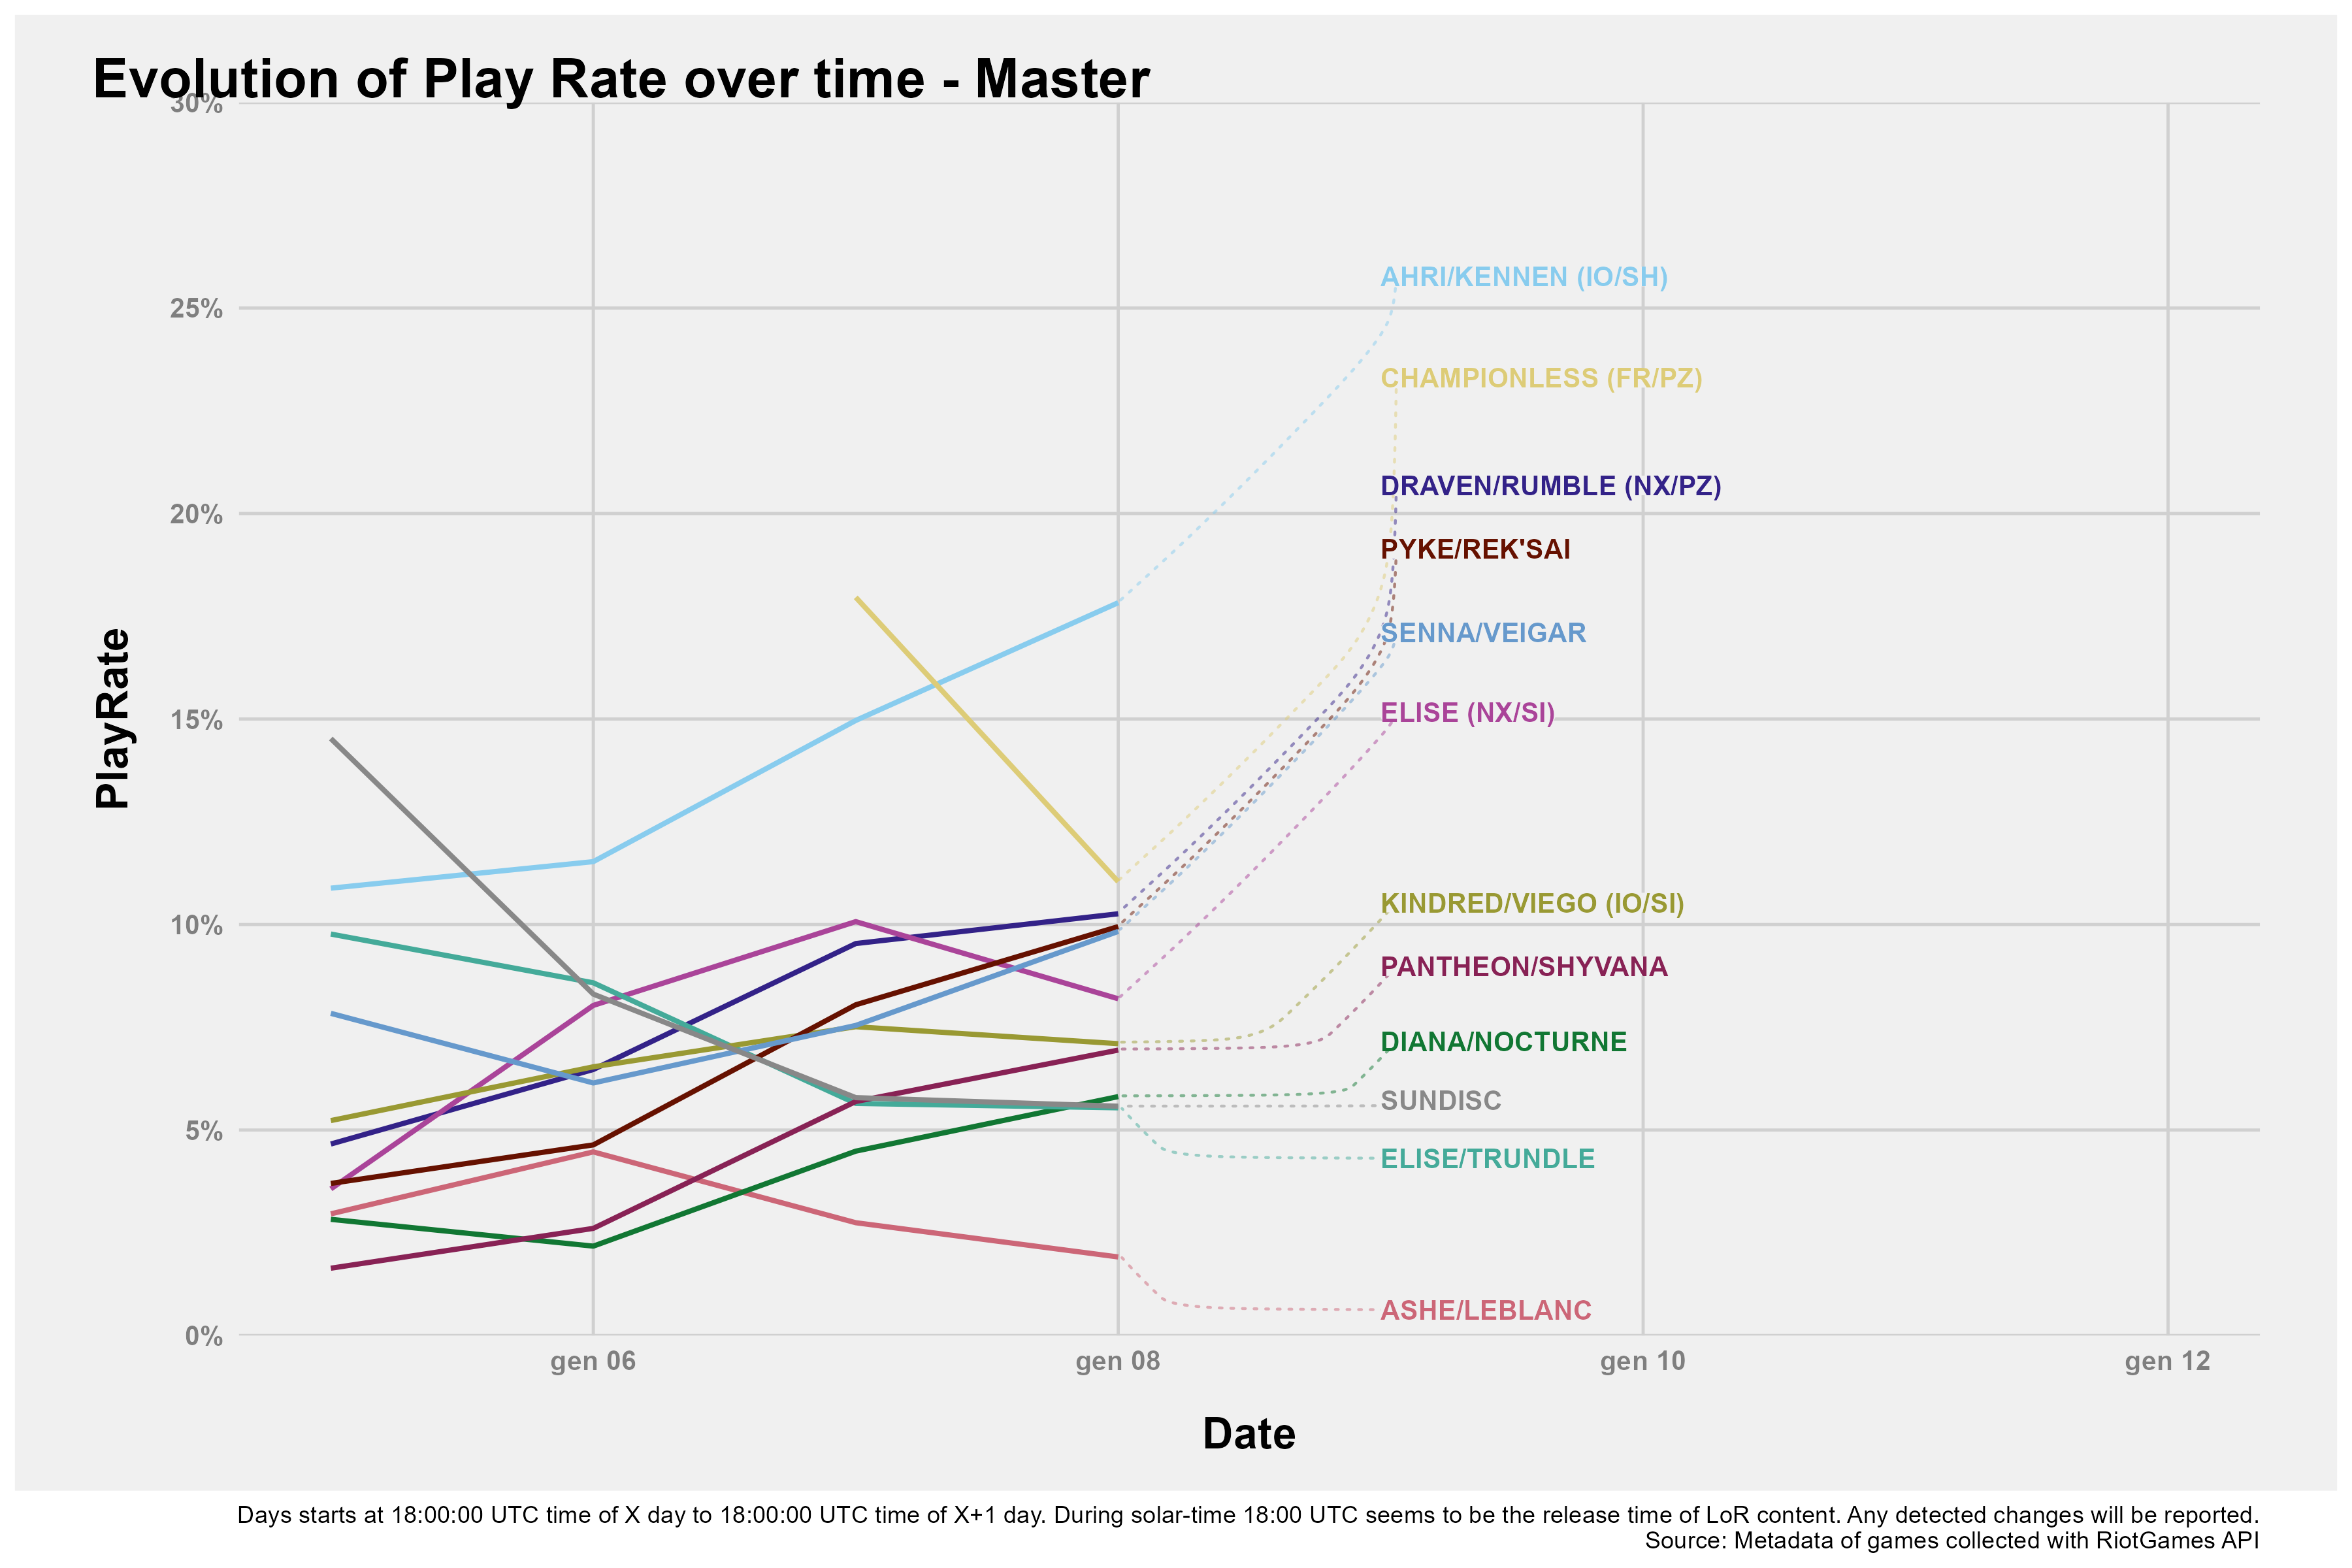 Evolution of Play Rate over time - Master
30%
25%
20%
15%
10%
5%
0%
PlayRate
AHRI/KENNEN (IO/SH)
CHAMPIONLESS (FR/PZ)
DRAVEN/RUMBLE (NX/PZ)
PYKE/REK'SAI
SENNA/VEIGAR
ELISE (NX/SI)
KINDRED/VIEGO (IO/SI)
PANTHEON/SHYVANA
DIANA/NOCTURNE
SUNDISC
ELISE/TRUNDLE
ASHE/LEBLANC
gen 06
gen 08
gen 10
gen 12
Date
Days starts at 18:00:00 UTC time of X day to 18:00:00 UTC time of X+1 day. During solar-time 18:00 UTC seems to be the release time of LoR content. Any detected changes will be reported.
Source: Metadata of games collected with RiotGames API